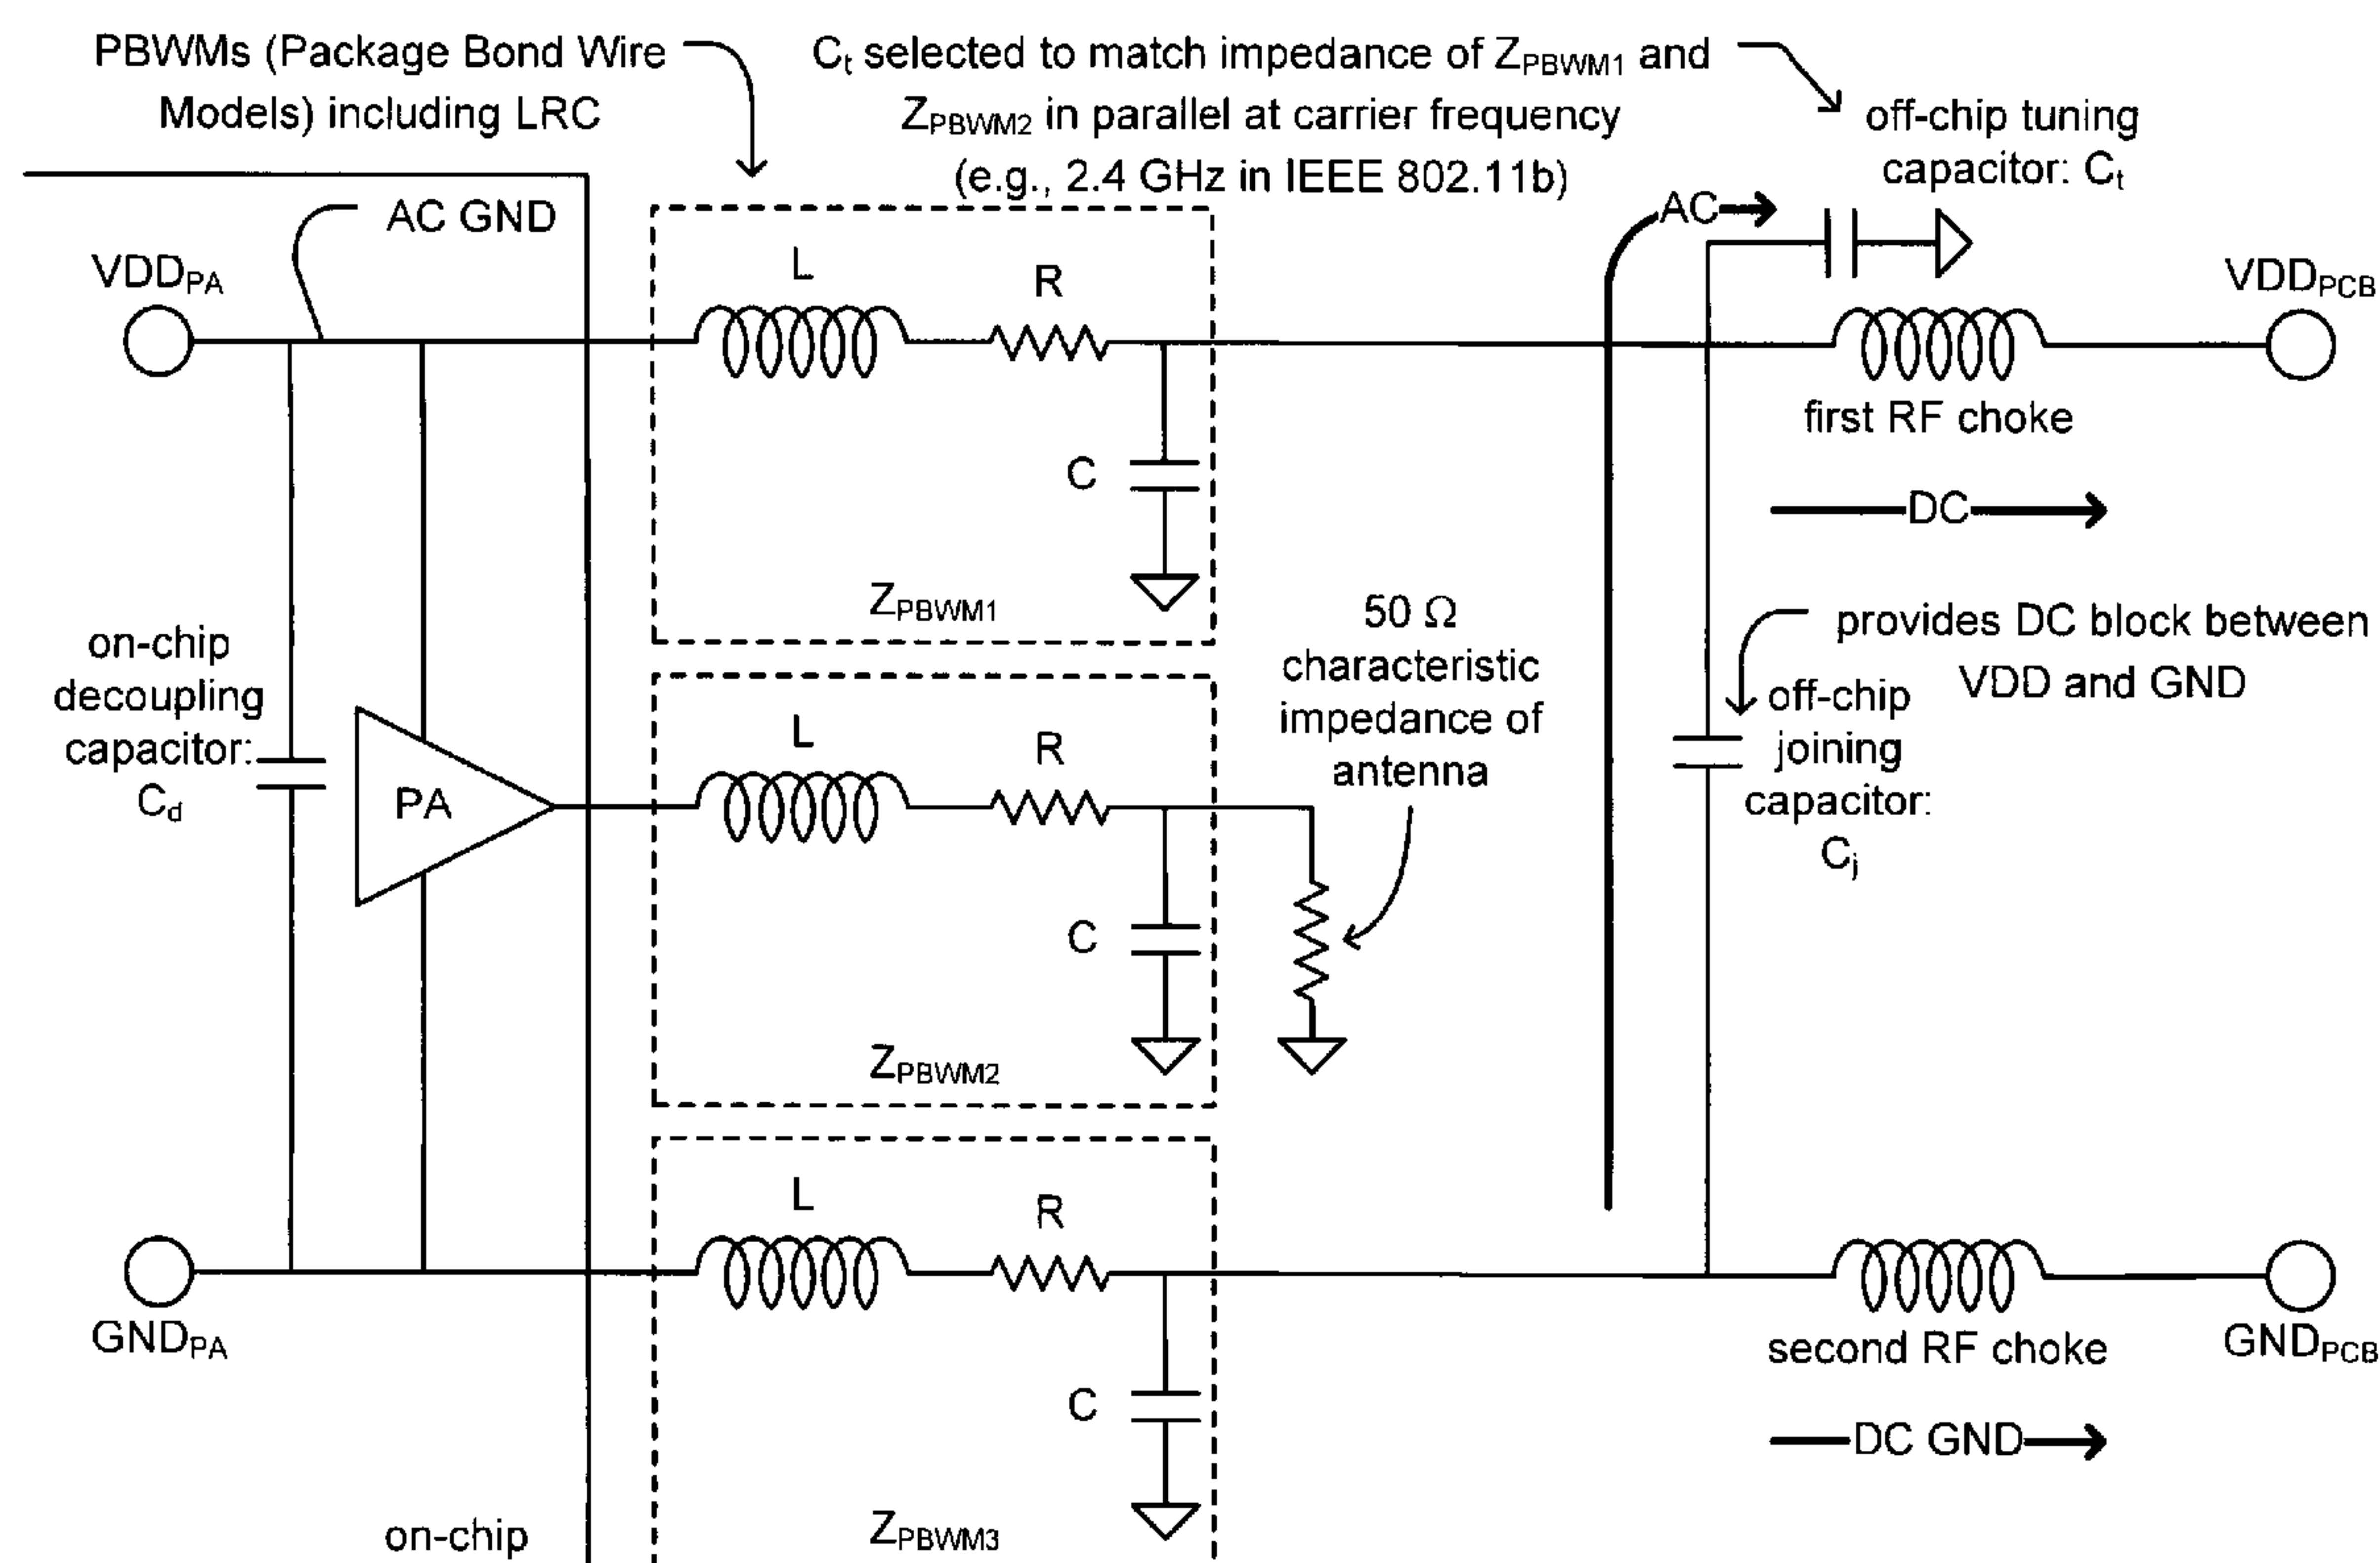 PBWMs (Package Bond Wire
Models) including LRC
Ct selected to match impedance of ZPBWM1 and
ZPBWM2 in parallel at carrier frequency
(e.g., 2.4 GHz in IEEE 802.11b)
off-chip tuning
capacitor: Ct
AC GND
AC
VDDPA
L
R
VDDPCB
first RF choke
C
DC
ZPBWM1
50 Ω
characteristic
impedance of
antenna
provides DC block between
VDD and GND
on-chip
decoupling
capacitor:
Cd
PA
L
R
off-chip
joining
capacitor:
Cj
C
ZPBWM2
L
R
GNDPA
second RF choke
GNDPCB
C
DC GND
on-chip
ZPBWM3